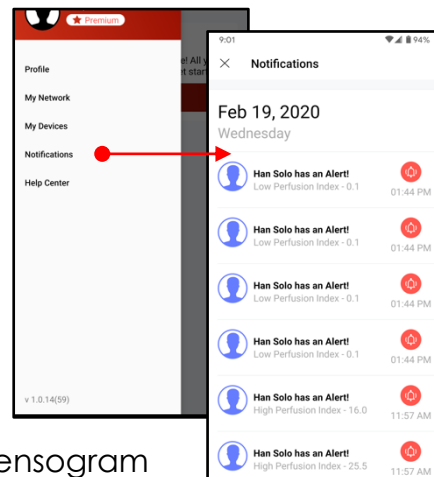 Premium
Profile
My Network
My Devices
Notifications
Help Center
v 1.0.14(59)
9:01
94%
Notifications
Feb 19, 2020
Wednesday
Han Solo has an Alert!
Low Perfusion Index - 0.1
01:44 PM
Han Solo has an Alert!
Low Perfusion Index - 0.1
01:44 PM
Han Solo has an Alert!
Low Perfusion Index - 0.1
01:44 PM
Han Solo has an Alert!
Low Perfusion Index - 0.1
01:44 PM
Han Solo has an Alert!
High Perfusion Index - 16.0
11:57 AM
Han Solo has an Alert!
High Perfusion Index - 25.5
11:57 AM
ensogram